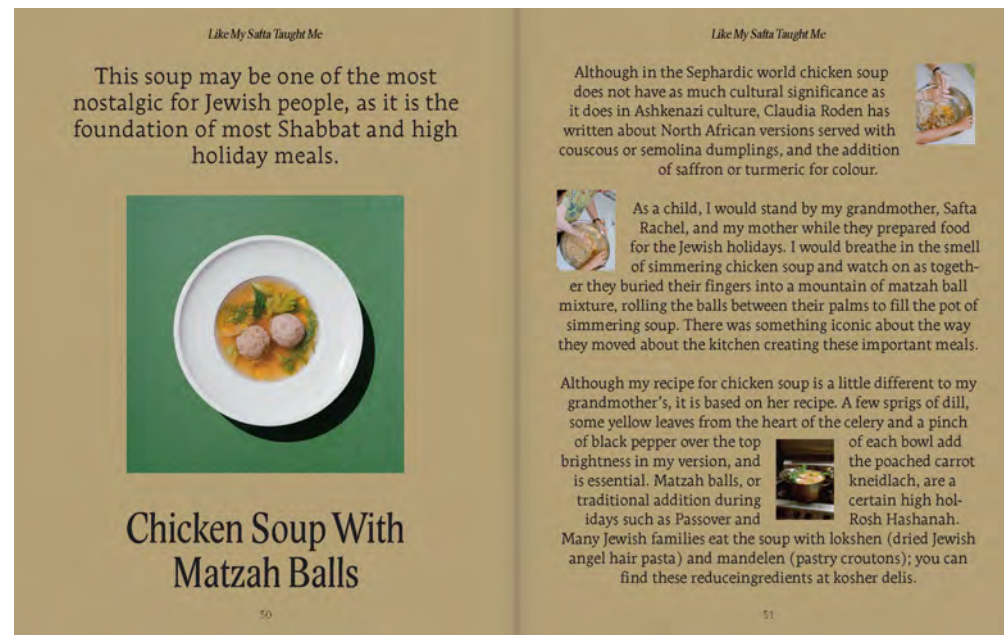 Like My Safta Taught Me
This soup may be one of the most
nostalgic for Jewish people, as it is the
foundation of most Shabbat and high
holiday meals.
Chicken Soup With
Matzah Balls
50
Like My Safta Taught Me
Although in the Sephardic world chicken soup
does not have as much cultural significance as
it does in Ashkenazi culture, Claudia Roden has
written about North African versions served with
couscous or semolina dumplings, and the addition
of saffron or turmeric for colour.
As a child, I would stand by my grandmother, Safta
Rachel, and my mother while they prepared food
for the Jewish holidays. I would breathe in the smell
of simmering chicken soup and watch on as togeth-
er they buried their fingers into a mountain of matzah ball
mixture, rolling the balls between their palms to fill the pot of
simmering soup. There was something iconic about the way
they moved about the kitchen creating these important meals.
Although my recipe for chicken soup is a little different to my
grandmother's, it is based on her recipe. A few sprigs of dill,
some yellow leaves from the heart of the celery and a pinch
of black pepper over the top of each bowl add
brightness in my version, and the poached carrot
is essential. Matzah balls, or kneidlach, are a
traditional addition during certain high hol-
idays such as Passover and Rosh Hashanah.
Many Jewish families eat the soup with lokshen (dried Jewish
angel hair pasta) and mandelen (pastry croutons); you can
find these reduceingredients at kosher delis.
51